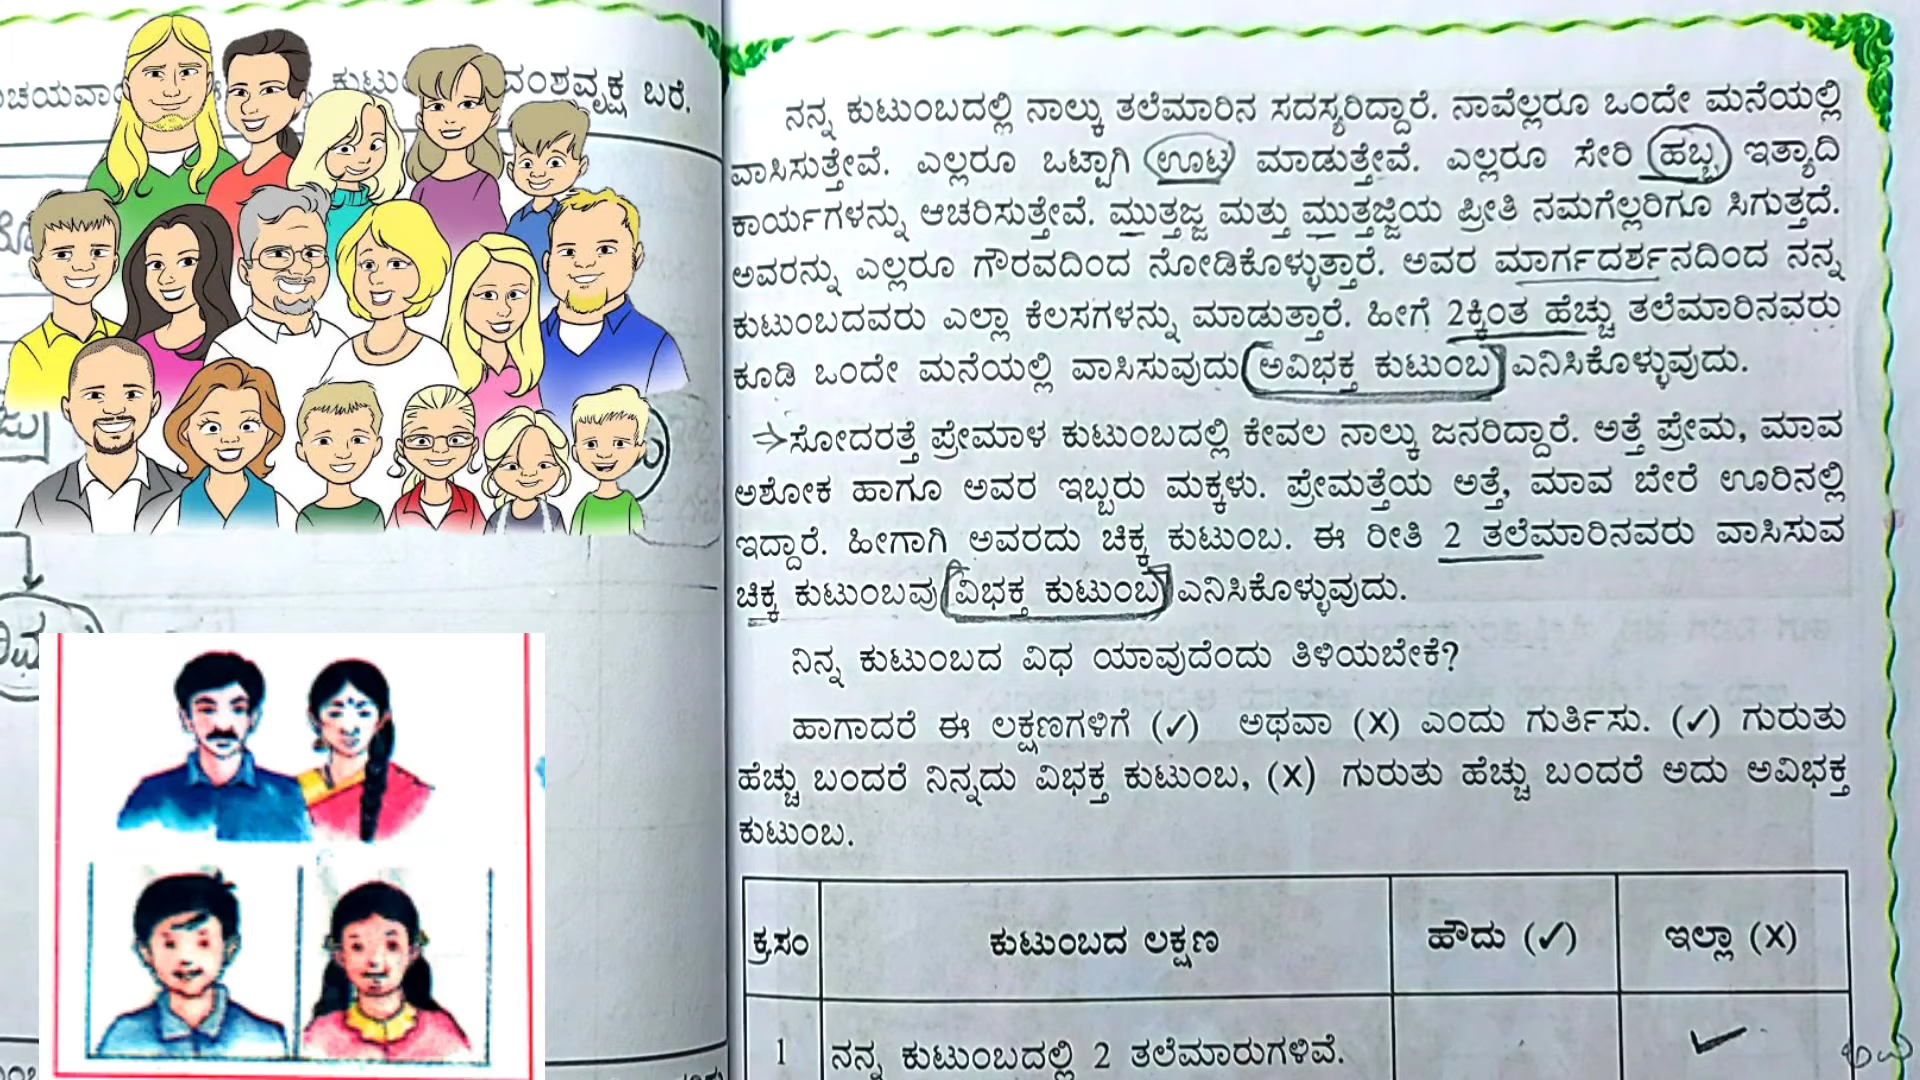 ವಂಶವೃಕ್ಷ ಬರೆ.
ನನ್ನ ಕುಟುಂಬದಲ್ಲಿ ನಾಲ್ಕು ತಲೆಮಾರಿನ ಸದಸ್ಯರಿದ್ದಾರೆ. ನಾವೆಲ್ಲರೂ ಒಂದೇ ಮನೆಯಲ್ಲಿ
ವಾಸಿಸುತ್ತೇವೆ. ಎಲ್ಲರೂ ಒಟ್ಟಾಗಿ ಊಟ ಮಾಡುತ್ತೇವೆ. ಎಲ್ಲರೂ ಸೇರಿ ಹಬ್ಬ ಇತ್ಯಾದಿ
ಕಾರ್ಯಗಳನ್ನು ಆಚರಿಸುತ್ತೇವೆ. ಮುತ್ತಜ್ಜ ಮತ್ತು ಮುತ್ತಜ್ಜಿಯ ಪ್ರೀತಿ ನಮಗೆಲ್ಲರಿಗೂ ಸಿಗುತ್ತದೆ.
ಅವರನ್ನು ಎಲ್ಲರೂ ಗೌರವದಿಂದ ನೋಡಿಕೊಳ್ಳುತ್ತಾರೆ. ಅವರ ಮಾರ್ಗದರ್ಶನದಿಂದ ನನ್ನ
ಕುಟುಂಬದವರು ಎಲ್ಲಾ ಕೆಲಸಗಳನ್ನು ಮಾಡುತ್ತಾರೆ. ಹೀಗೆ 2ಕ್ಕಿಂತ ಹೆಚ್ಚು ತಲೆಮಾರಿನವರು
ಕೂಡಿ ಒಂದೇ ಮನೆಯಲ್ಲಿ ವಾಸಿಸುವುದು ಅವಿಭಕ್ತ ಕುಟುಂಬ ಎನಿಸಿಕೊಳ್ಳುವುದು.
→ಸೋದರತ್ತೆ ಪ್ರೇಮಾಳ ಕುಟುಂಬದಲ್ಲಿ ಕೇವಲ ನಾಲ್ಕು ಜನರಿದ್ದಾರೆ. ಅತ್ತೆ ಪ್ರೇಮ, ಮಾವ
ಅಶೋಕ ಹಾಗೂ ಅವರ ಇಬ್ಬರು ಮಕ್ಕಳು. ಪ್ರೇಮತ್ತೆಯ ಅತ್ತೆ, ಮಾವ ಬೇರೆ ಊರಿನಲ್ಲಿ
ಇದ್ದಾರೆ. ಹೀಗಾಗಿ ಅವರದು ಚಿಕ್ಕ ಕುಟುಂಬ. ಈ ರೀತಿ 2 ತಲೆಮಾರಿನವರು ವಾಸಿಸುವ
ಚಿಕ್ಕ ಕುಟುಂಬವು ವಿಭಕ್ತ ಕುಟುಂಬ ಎನಿಸಿಕೊಳ್ಳುವುದು.
ನಿನ್ನ ಕುಟುಂಬದ ವಿಧ ಯಾವುದೆಂದು ತಿಳಿಯಬೇಕೆ?
ಹಾಗಾದರೆ ಈ ಲಕ್ಷಣಗಳಿಗೆ (✓) ಅಥವಾ (X) ಎಂದು ಗುರ್ತಿಸು. (✓) ಗುರುತು
ಹೆಚ್ಚು ಬಂದರೆ ನಿನ್ನದು ವಿಭಕ್ತ ಕುಟುಂಬ, (X) ಗುರುತು ಹೆಚ್ಚು ಬಂದರೆ ಅದು ಅವಿಭಕ್ತ
ಕುಟುಂಬ.
ಕ್ರ.ಸಂ ಕುಟುಂಬದ ಲಕ್ಷಣ ಹೌದು (✓) ಇಲ್ಲಾ (X)
1 ನನ್ನ ಕುಟುಂಬದಲ್ಲಿ 2 ತಲೆಮಾರುಗಳಿವೆ. ✓